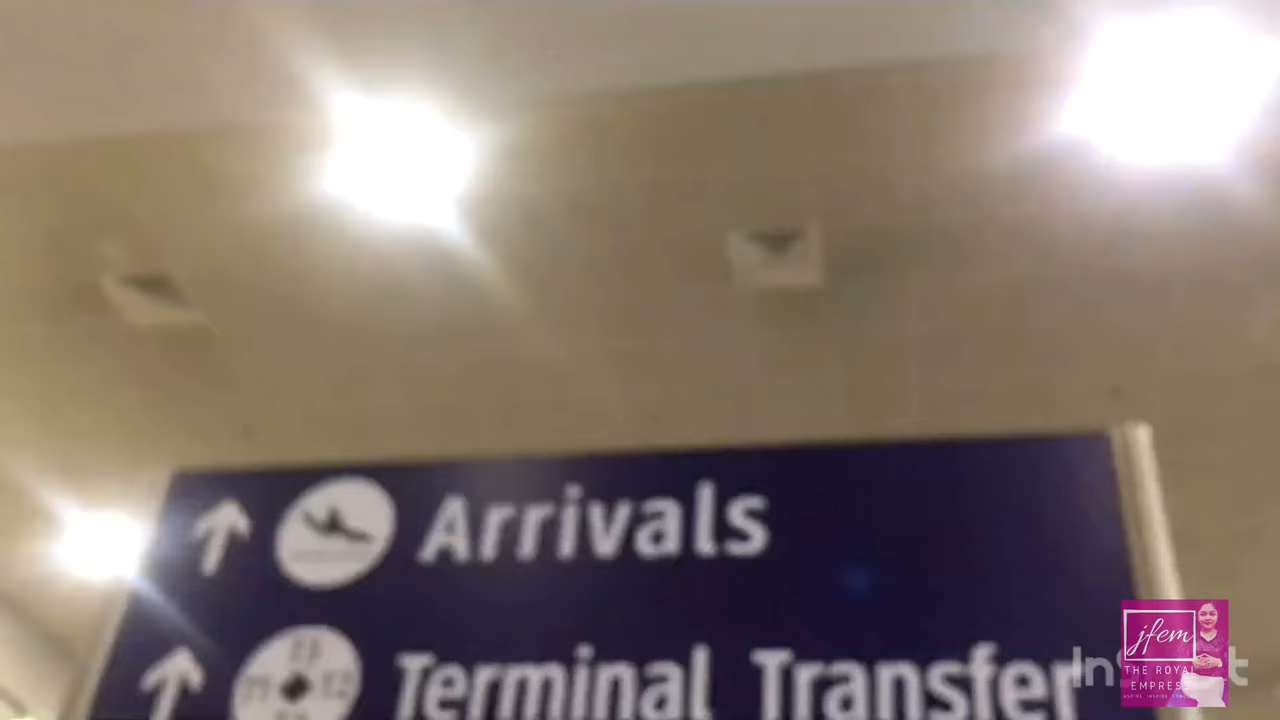 Arrivals
Terminal Transfer
jfem
THE ROYAL
EMPRESS